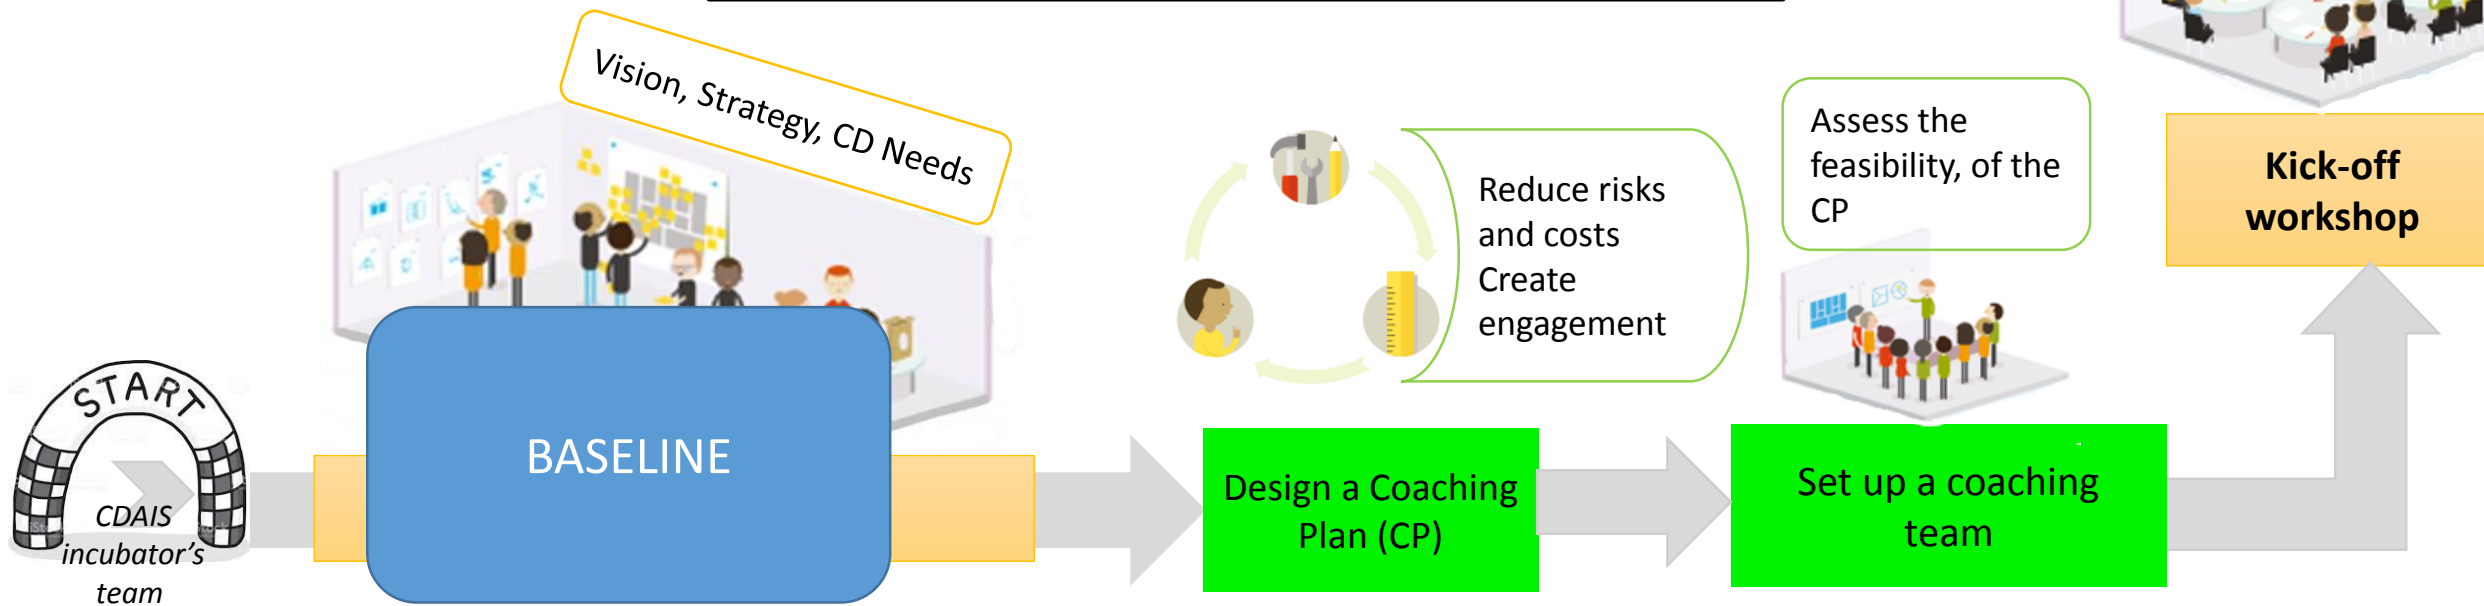 Vision, Strategy, CD Needs
Assess the
feasibility, of the
CP
Kick-off
workshop
Reduce risks
and costs
Create
engagement
START
BASELINE
Design a Coaching
Plan (CP)
Set up a coaching
team
CDAIS
incubator’s
team